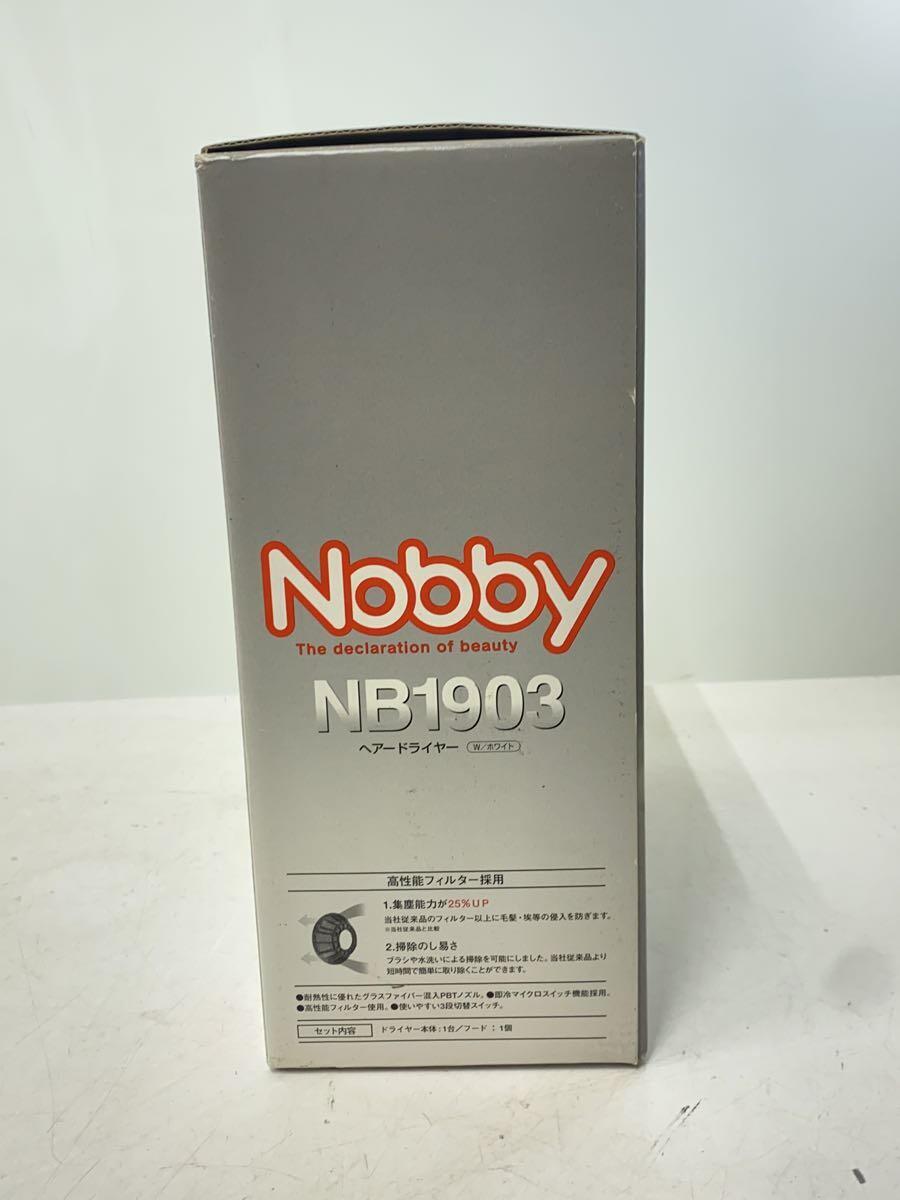 Nobby
The declaration of beauty
NB1903
ヘアードライヤー W/ホワイト
高性能フィルター採用
1.集塵能力が25%UP
当社従来品のフィルター以上に毛髪・埃等の侵入を防ぎます。
※当社従来品と比較
2.掃除のし易さ
ブラシや水洗いによる掃除を可能にしました。当社従来品より
短時間で簡単に取り除くことができます。
●耐熱性に優れたグラスファイバー混入PBTノズル。●即冷マイクロスイッチ機能採用。
●高性能フィルター使用。●使いやすい3段切替スイッチ。
セット内容 ドライヤー本体:1台/フード:1個